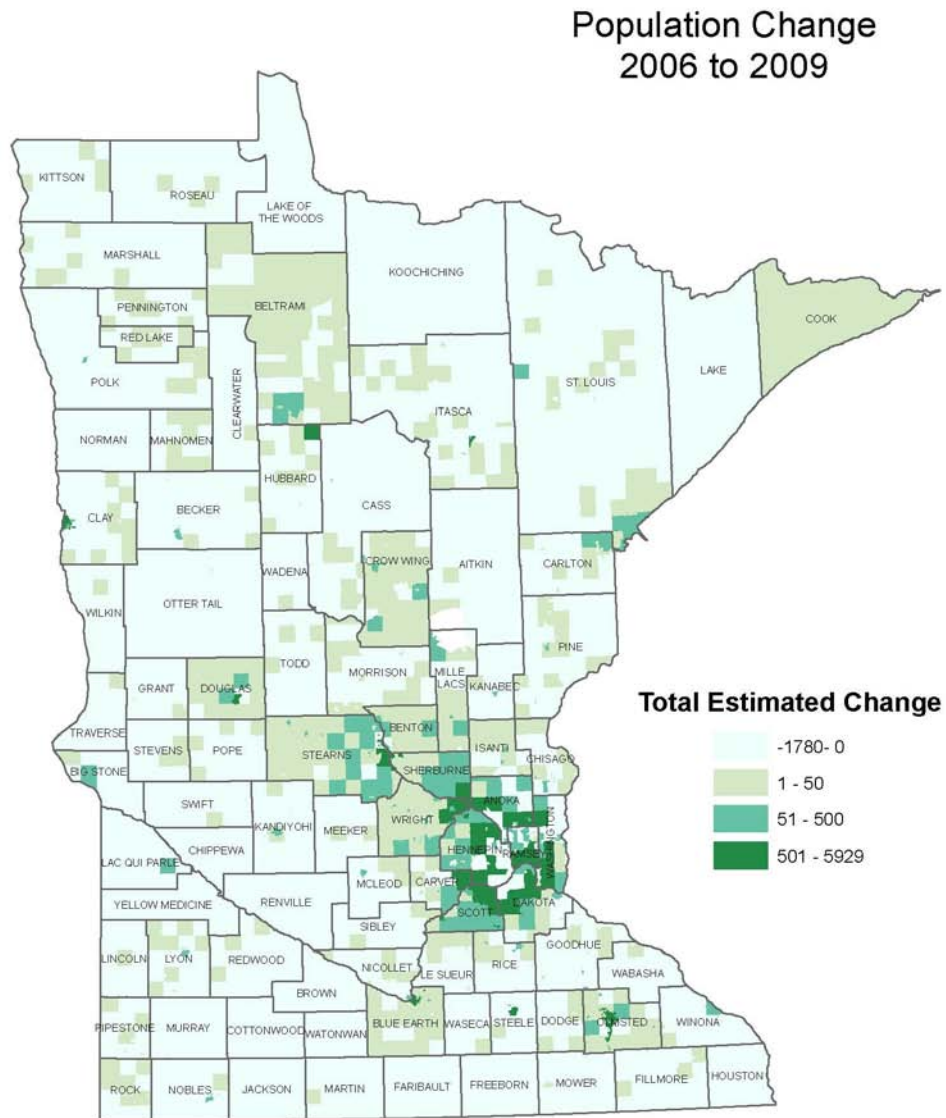 Population Change
2006 to 2009
KITTSON
ROSEAU
LAKE OF
THE WOODS
MARSHALL
KOOCHICHING
BELTRAMI
PENNINGTON
RED LAKE
COOK
POLK
CLEARWATER
ST. LOUIS
LAKE
ITASCA
NORMAN
MAHNOMEN
HUBBARD
CASS
CLAY
BECKER
CROW WING
AITKIN
CARLTON
WADENA
OTTER TAIL
WILKIN
PINE
TODD
MORRISON
MILLE
LACS
KANABEC
GRANT
DOUGLAS
TRAVERSE
STEVENS
POPE
STEARNS
BENTON
ISANTI
CHISAGO
BIG STONE
SHERBURNE
SWIFT
KANDIYOHI
MEEKER
WRIGHT
ANOKA
WASHINGTON
HENNEPIN
RAMSEY
LAC QUI PARLE
CHIPPEWA
MCLEOD
CARVER
YELLOW MEDICINE
RENVILLE
SCOTT
DAKOTA
SIBLEY
LINCOLN
LYON
REDWOOD
NICOLLET
LE SUEUR
RICE
GOODHUE
WABASHA
BROWN
PIPESTONE
MURRAY
COTTONWOOD
WATONWAN
BLUE EARTH
WASECA
STEELE
DODGE
OLMSTED
WINONA
ROCK
NOBLES
JACKSON
MARTIN
FARIBAULT
FREEBORN
MOWER
FILLMORE
HOUSTON
Total Estimated Change
-1780- 0
1 - 50
51 - 500
501 - 5929